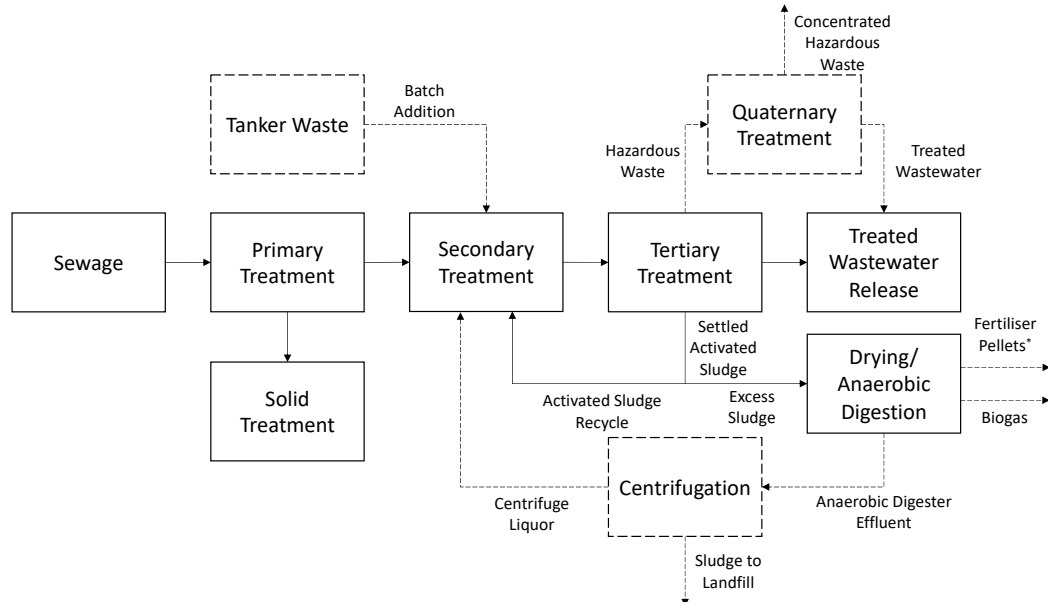 Concentrated
Hazardous
Waste
Tanker Waste
Batch
Addition
Quaternary
Treatment
Hazardous
Waste
Treated
Wastewater
Sewage
Primary
Treatment
Secondary
Treatment
Tertiary
Treatment
Treated
Wastewater
Release
Solid
Treatment
Settled
Activated
Sludge
Activated Sludge
Recycle
Excess
Sludge
Drying/
Anaerobic
Digestion
Fertiliser
Pellets*
Biogas
Centrifugation
Centrifuge
Liquor
Anaerobic Digester
Effluent
Sludge to
Landfill